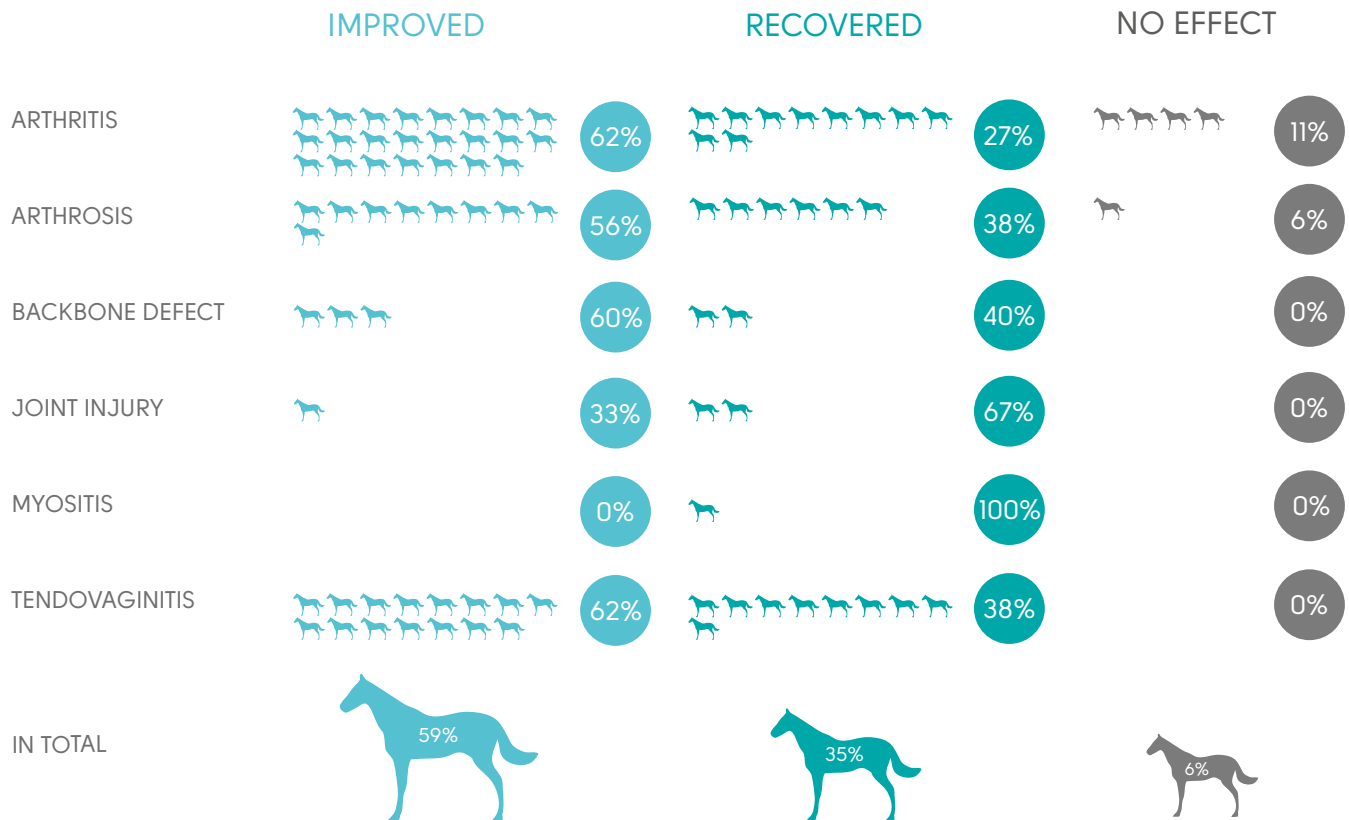 IMPROVED RECOVERED NO EFFECT
ARTHRITIS 62% 27% 11%
ARTHROSIS 56% 38% 6%
BACKBONE DEFECT 60% 40% 0%
JOINT INJURY 33% 67% 0%
MYOSITIS 0% 100% 0%
TENDOVAGINITIS 62% 38% 0%
IN TOTAL 59% 35% 6%